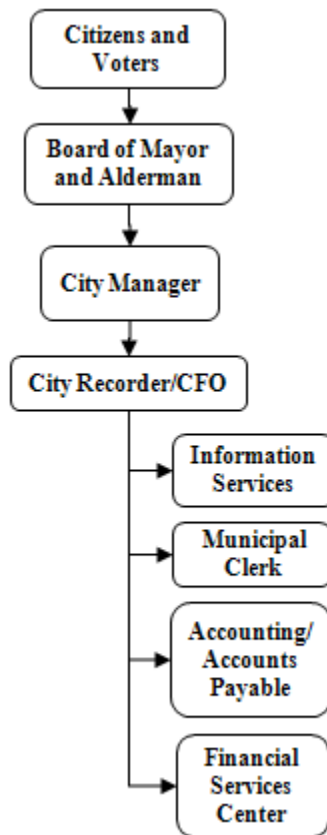 Citizens and
Voters
Board of Mayor
and Alderman
City Manager
City Recorder/CFO
Information
Services
Municipal
Clerk
Accounting/
Accounts
Payable
Financial
Services
Center